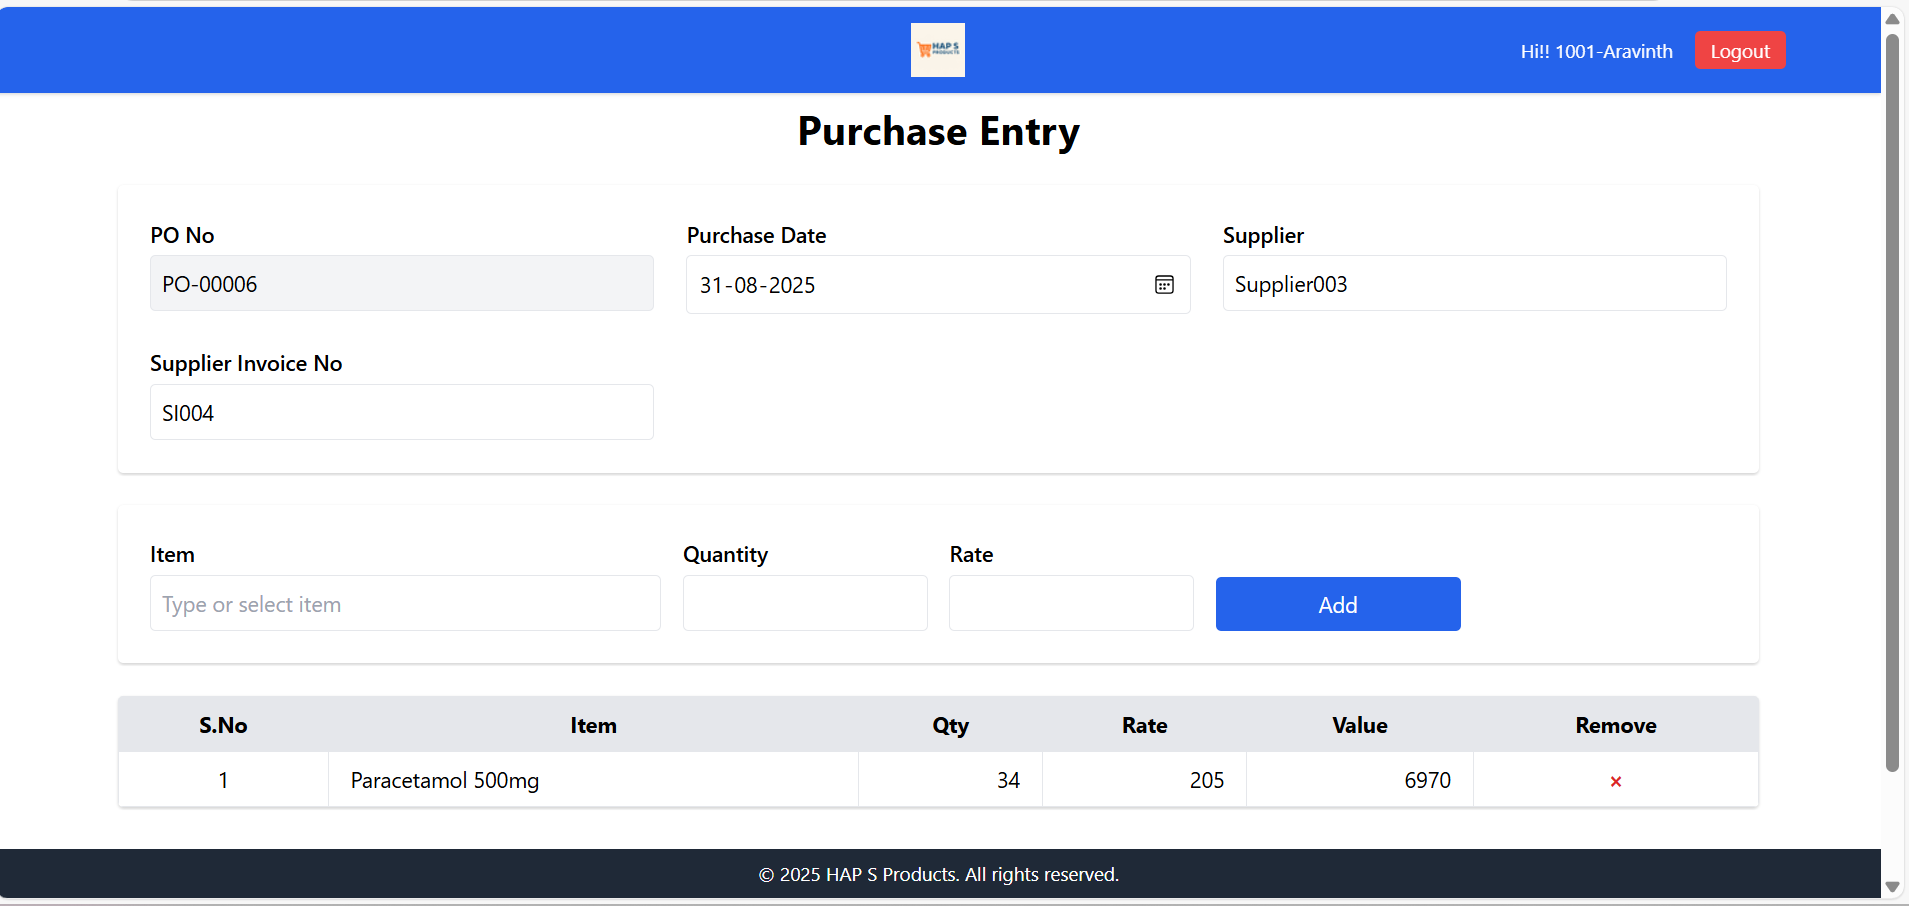 HAP S
PRODUCTS
Hi!! 1001-Aravinth
Logout
Purchase Entry
PO No
Purchase Date
Supplier
PO-00006
31-08-2025
Supplier003
Supplier Invoice No
SI004
Item
Quantity
Rate
Type or select item
Add
S.No Item Qty Rate Value Remove
1 Paracetamol 500mg 34 205 6970 ×
© 2025 HAP S Products. All rights reserved.